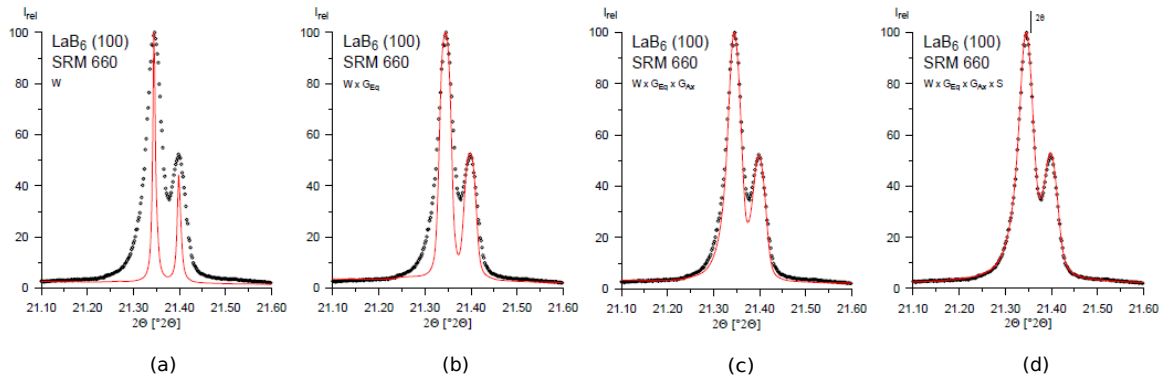 I_rel
LaB6 (100)
SRM 660
W
100
80
60
40
20
0
21.10 21.20 21.30 21.40 21.50 21.60
2Θ [°2Θ]
(a)
I_rel
LaB6 (100)
SRM 660
W x G_Eq
100
80
60
40
20
0
21.10 21.20 21.30 21.40 21.50 21.60
2Θ [°2Θ]
(b)
I_rel
LaB6 (100)
SRM 660
W x G_Eq x G_Ax
100
80
60
40
20
0
21.10 21.20 21.30 21.40 21.50 21.60
2Θ [°2Θ]
(c)
I_rel
2θ
LaB6 (100)
SRM 660
W x G_Eq x G_Ax x S
100
80
60
40
20
0
21.10 21.20 21.30 21.40 21.50 21.60
2Θ [°2Θ]
(d)